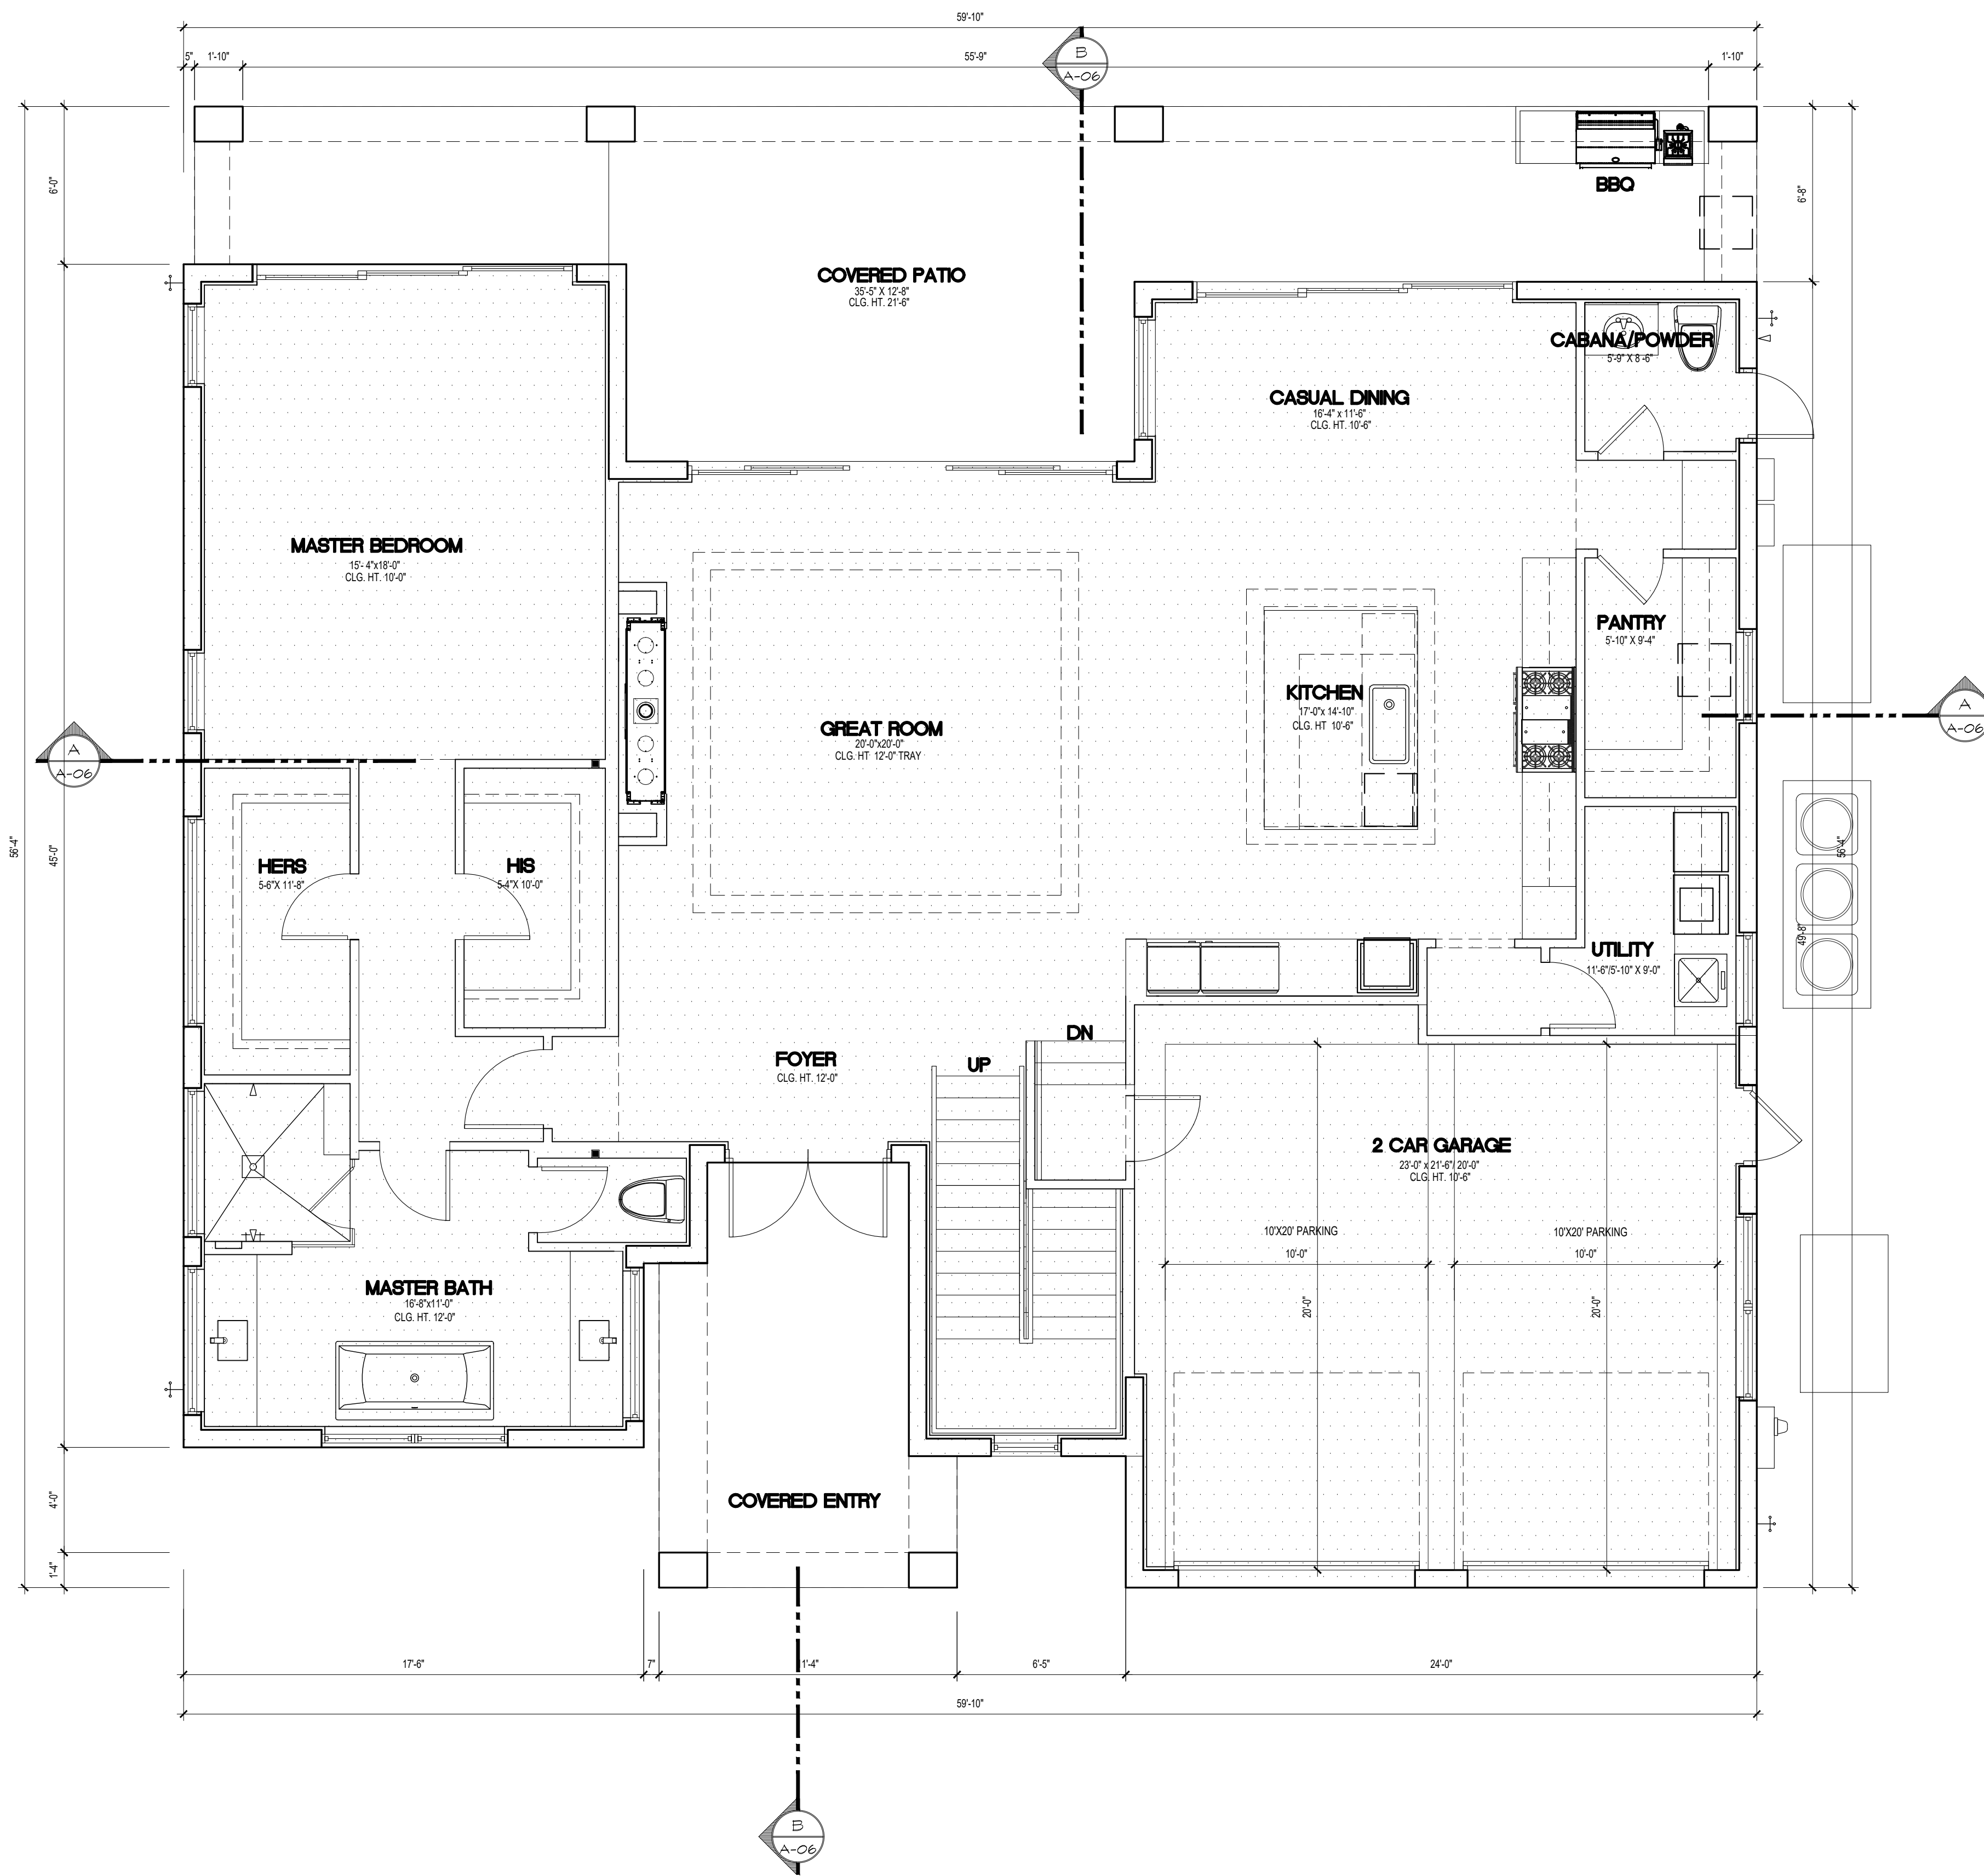 59'-10"
5"
1'-10"
55'-9"
1'-10"
B
A-06
6'-0"
6'-8"
BBQ
COVERED PATIO
35'-5" X 12'-8"
CLG. HT. 21'-6"
CABANA/POWDER
5'-9" X 8 -6"
CASUAL DINING
16'-4" x 11'-6"
CLG. HT. 10'-6"
MASTER BEDROOM
15'- 4"x18'-0"
CLG. HT. 10'-0"
PANTRY
5'-10" X 9'-4"
KITCHEN
17'-0"x 14'-10"
CLG. HT 10'-6"
GREAT ROOM
20'-0"x20'-0"
CLG. HT 12'-0" TRAY
A
A-06
A
A-06
56'-4"
45'-0"
56'-4"
49'-8"
HERS
5-6"X 11'-8"
HIS
5-4"X 10'-0"
UTILITY
11'-6"/5'-10" X 9'-0"
DN
UP
FOYER
CLG. HT. 12'-0"
2 CAR GARAGE
23'-0" x 21'-6"/ 20'-0"
CLG. HT. 10'-6"
10'X20' PARKING
10'-0"
20'-0"
10'X20' PARKING
10'-0"
20'-0"
MASTER BATH
16'-8"x11'-0"
CLG. HT. 12'-0"
COVERED ENTRY
4'-0"
1'-4"
17'-6"
7"
1'-4"
6'-5"
24'-0"
59'-10"
B
A-06